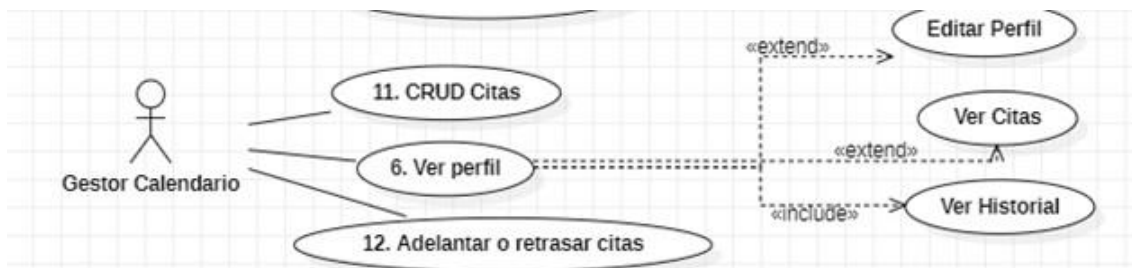 Editar Perfil
«extend»
11. CRUD Citas
Ver Citas
«extend»
6. Ver perfil
Gestor Calendario
Ver Historial
«include»
12. Adelantar o retrasar citas